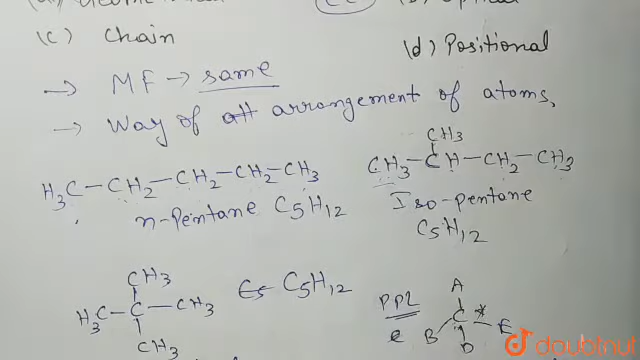 (c) Chain
(d) Positional
→ MF → same
→ Way of arrangement of atoms,
H3C-CH2-CH2-CH2-CH3
n-pentane C5H12
CH3
CH3-CH-CH2-CH3
Iso-pentane
C5H12
CH3
H3C-C-CH3
CH3
C5H12
A
B C * E
D
doubtnut